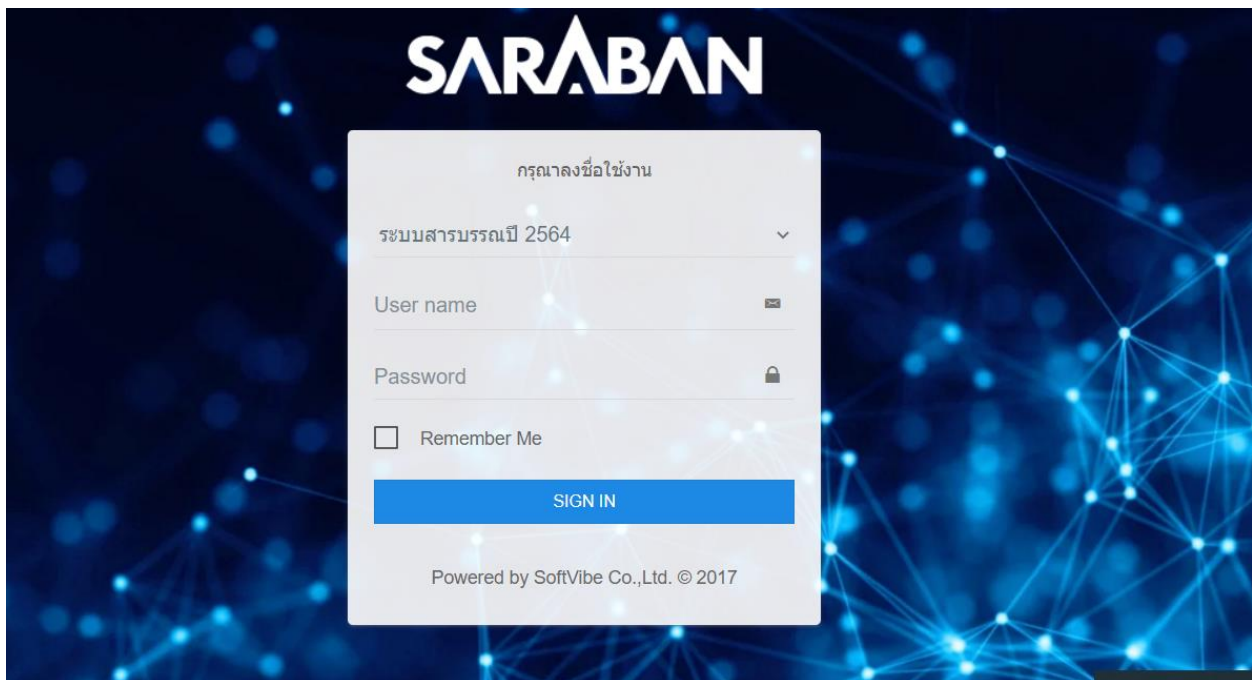 SARABAN
กรุณาลงชื่อใช้งาน
ระบบสารบรรณปี 2564
User name
Password
Remember Me
SIGN IN
Powered by SoftVibe Co.,Ltd. © 2017